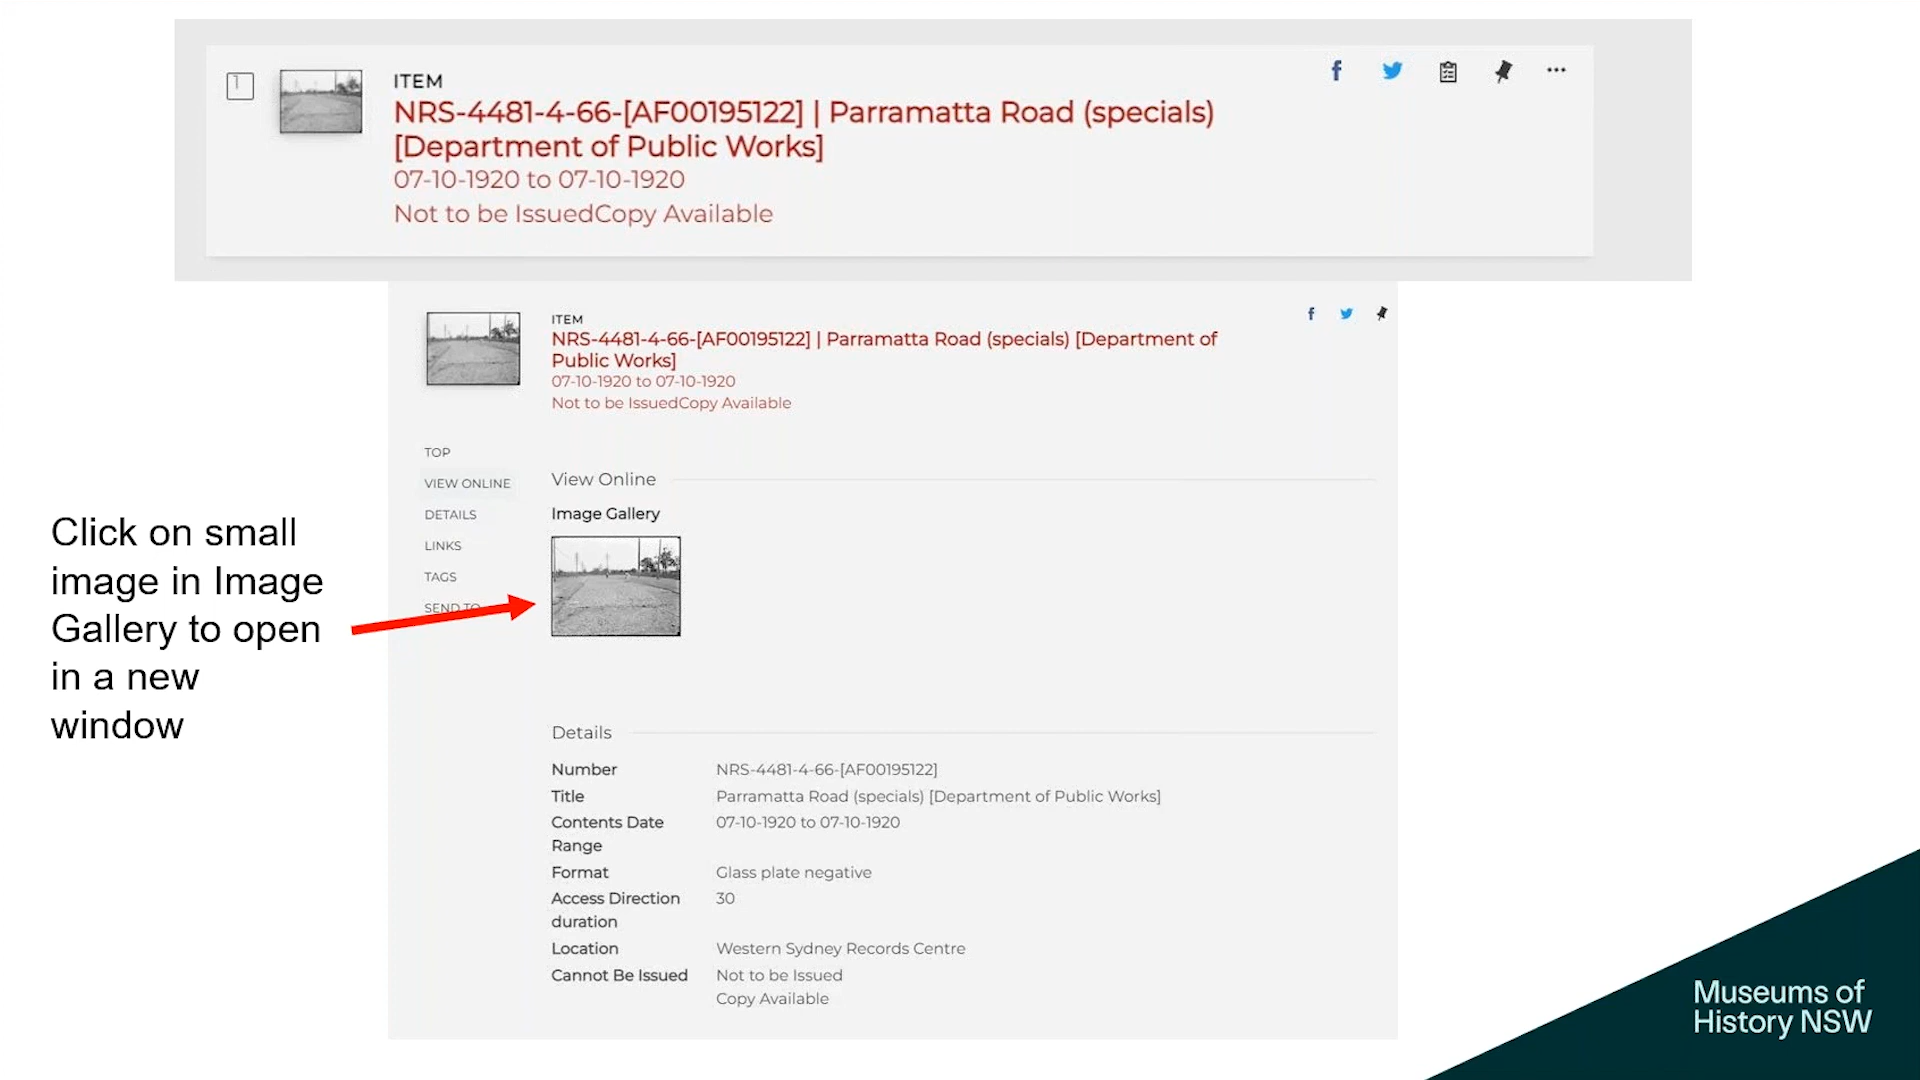 1
ITEM
NRS-4481-4-66-[AF00195122] | Parramatta Road (specials)
[Department of Public Works]
07-10-1920 to 07-10-1920
Not to be IssuedCopy Available
ITEM
NRS-4481-4-66-[AF00195122] | Parramatta Road (specials) [Department of
Public Works]
07-10-1920 to 07-10-1920
Not to be IssuedCopy Available
TOP
VIEW ONLINE
DETAILS
LINKS
TAGS
SEND TO
View Online
Image Gallery
Click on small
image in Image
Gallery to open
in a new
window
Details
Number NRS-4481-4-66-[AF00195122]
Title Parramatta Road (specials) [Department of Public Works]
Contents Date 07-10-1920 to 07-10-1920
Range
Format Glass plate negative
Access Direction 30
duration
Location Western Sydney Records Centre
Cannot Be Issued Not to be Issued
Copy Available
Museums of
History NSW